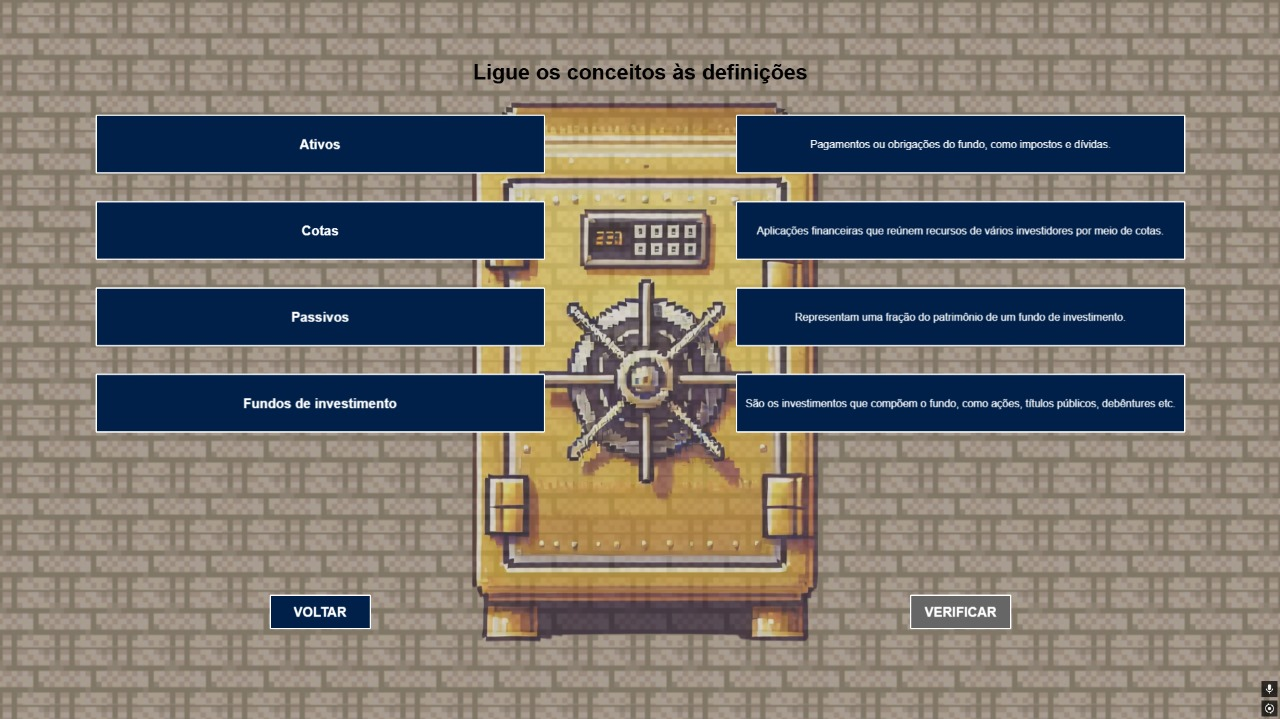 Ligue os conceitos às definições
Ativos
Pagamentos ou obrigações do fundo, como impostos e dívidas.
Cotas
Aplicações financeiras que reúnem recursos de vários investidores por meio de cotas.
Passivos
Representam uma fração do patrimônio de um fundo de investimento.
Fundos de investimento
São os investimentos que compõem o fundo, como ações, títulos públicos, debêntures etc.
VOLTAR
VERIFICAR